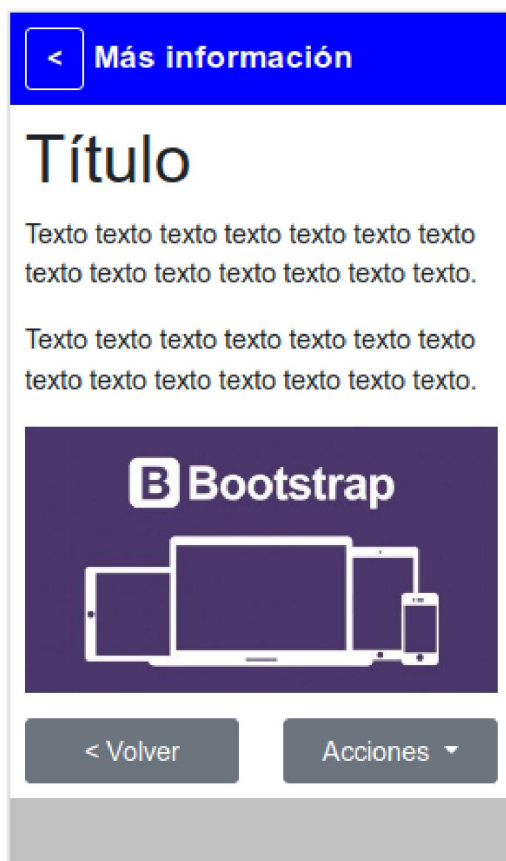 < Más información
Título
Texto texto texto texto texto texto texto
texto texto texto texto texto texto texto.
Texto texto texto texto texto texto texto
texto texto texto texto texto texto texto.
B Bootstrap
< Volver
Acciones